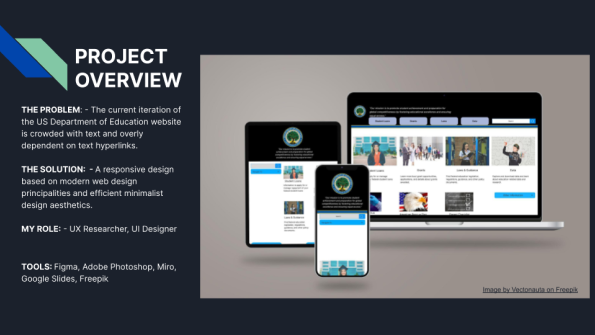 PROJECT
OVERVIEW
THE PROBLEM: - The current iteration of
the US Department of Education website
is crowded with text and overly
dependent on text hyperlinks.
THE SOLUTION: - A responsive design
based on modern web design
principalities and efficient minimalist
design aesthetics.
MY ROLE: - UX Researcher, UI Designer
TOOLS: Figma, Adobe Photoshop, Miro,
Google Slides, Freepik
Image by Vectonauta on Freepik